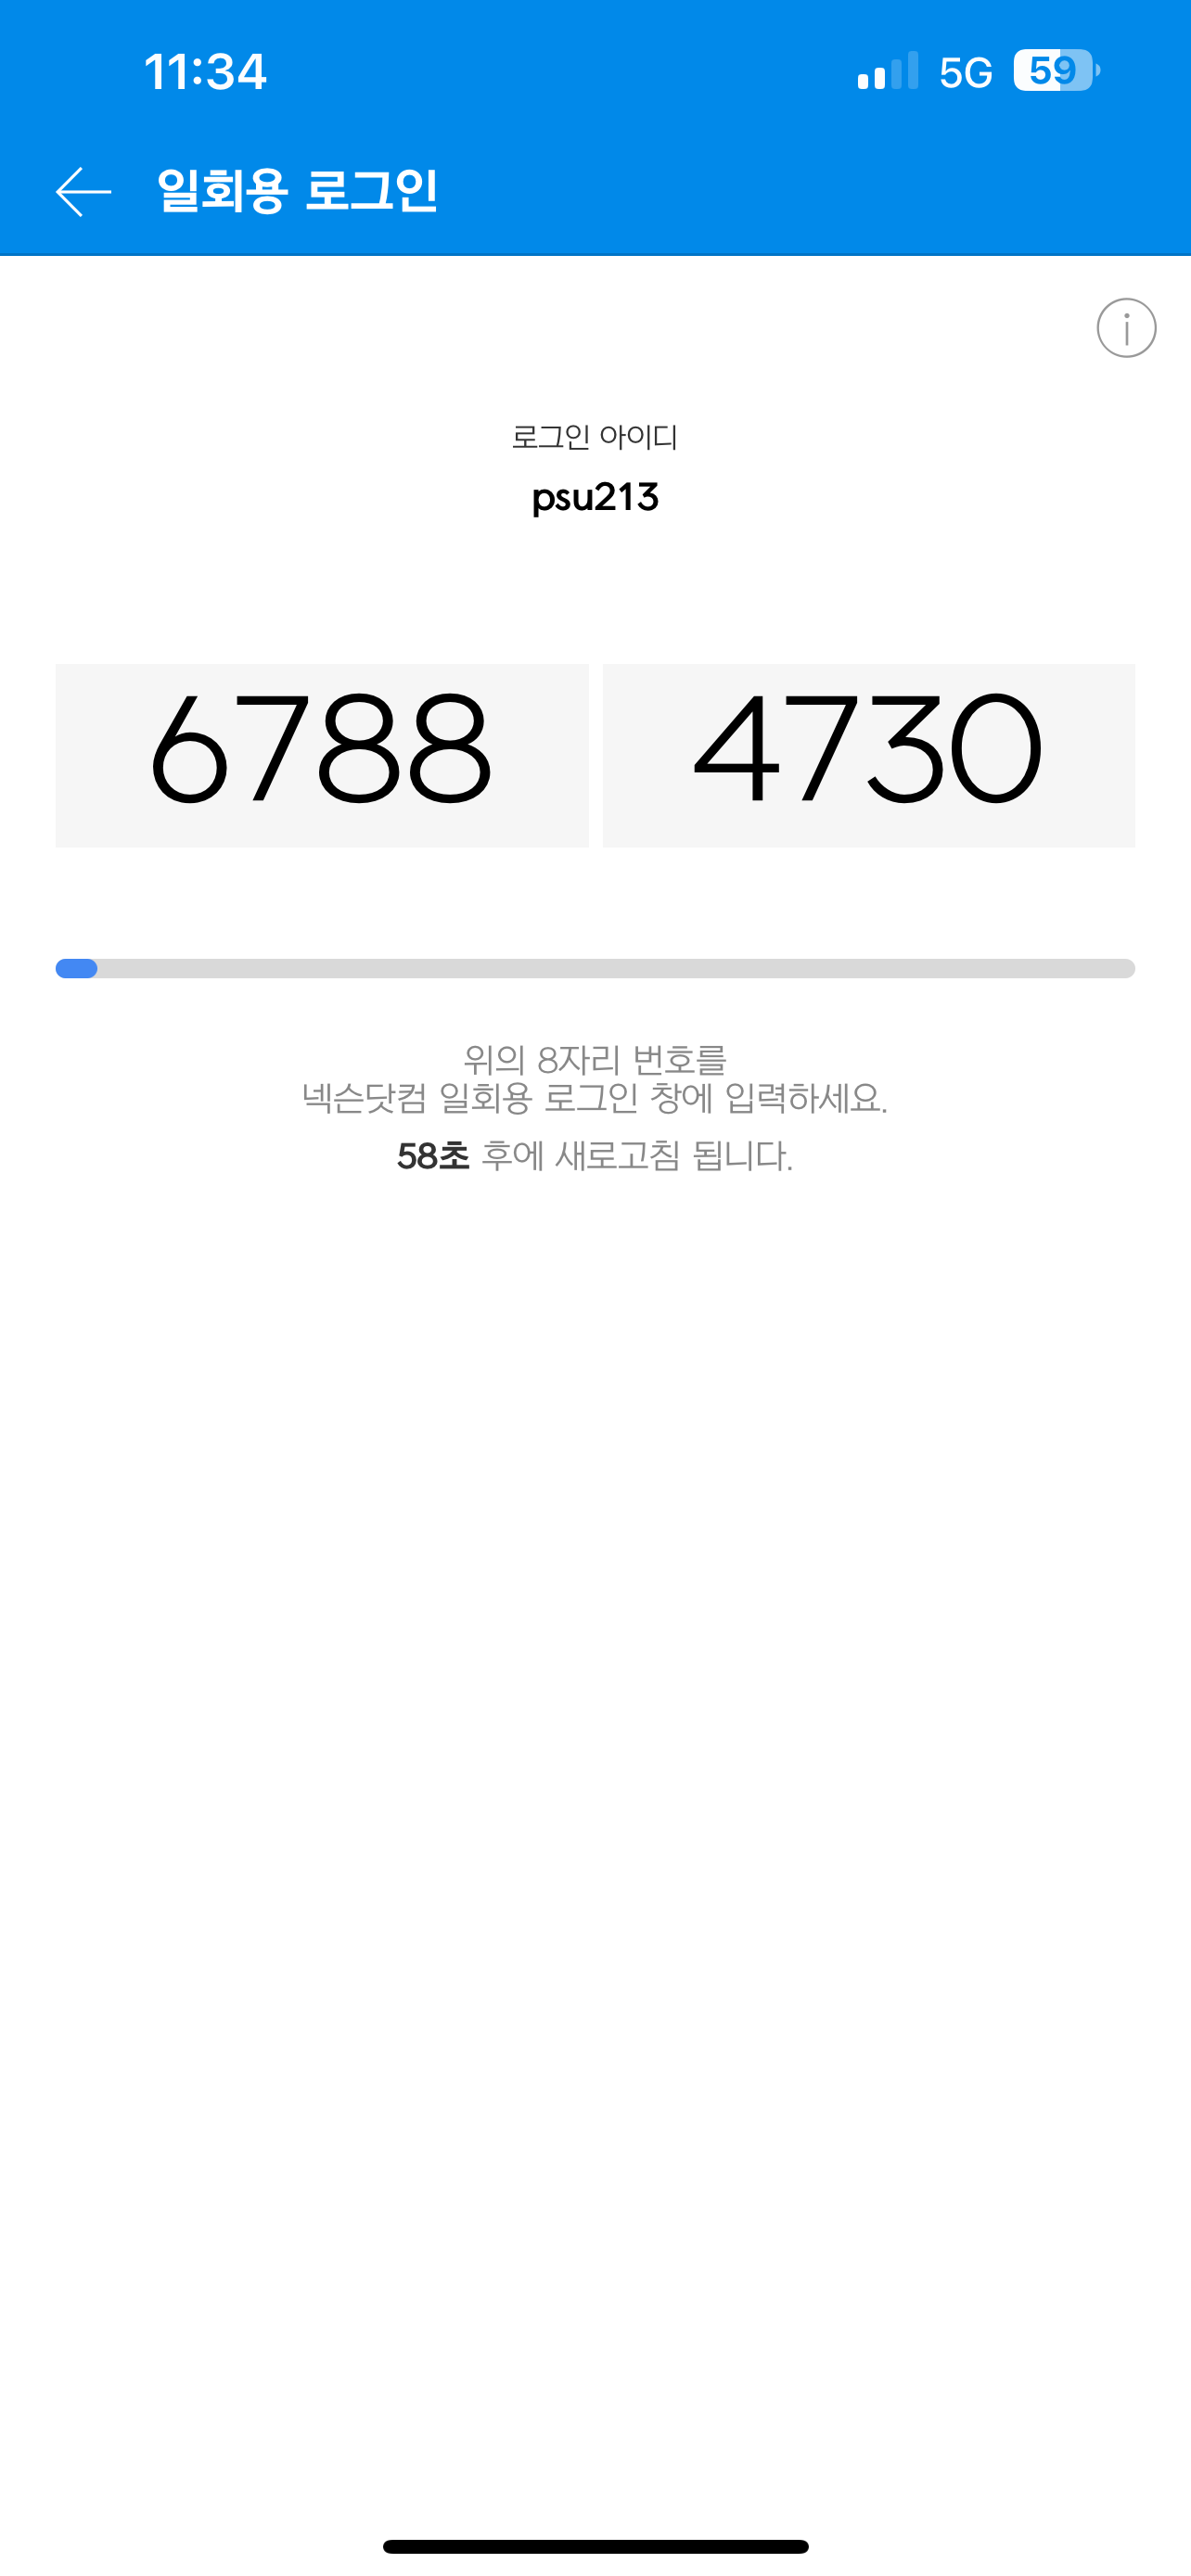 11:34
5G
59
일회용 로그인
로그인 아이디
psu213
6788 4730
위의 8자리 번호를
넥슨닷컴 일회용 로그인 창에 입력하세요.
58초 후에 새로고침 됩니다.